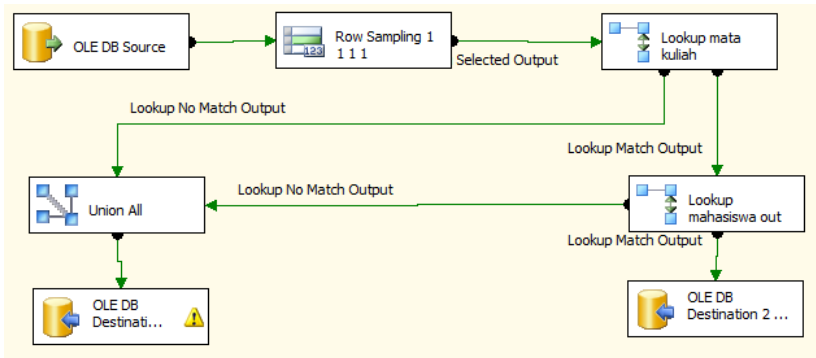 OLE DB Source
Row Sampling 1
1 1 1
123
Selected Output
Lookup mata
kuliah
Lookup No Match Output
Lookup Match Output
Union All
Lookup No Match Output
Lookup
mahasiswa out
Lookup Match Output
OLE DB
Destinati...
OLE DB
Destination 2 ...